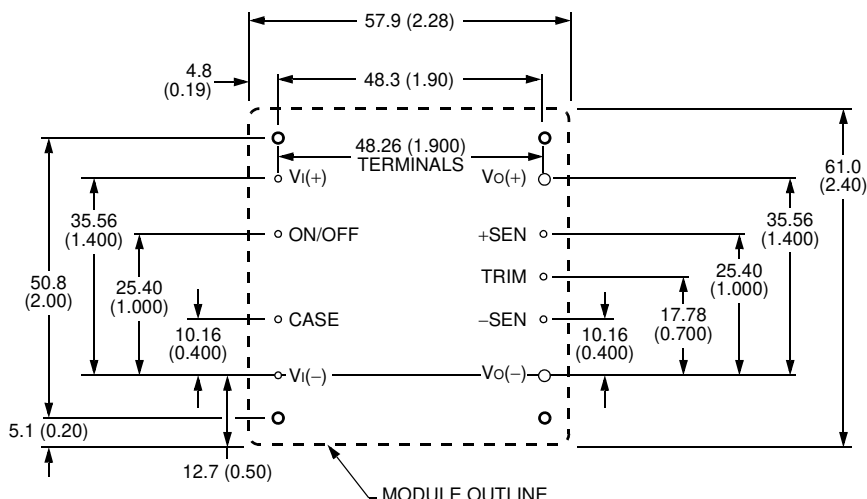 57.9 (2.28)
4.8
(0.19)
48.3 (1.90)
48.26 (1.900)
TERMINALS
61.0
(2.40)
VI(+)
VO(+)
35.56
(1.400)
35.56
(1.400)
ON/OFF
+SEN
50.8
(2.00)
25.40
(1.000)
TRIM
25.40
(1.000)
17.78
(0.700)
CASE
–SEN
10.16
(0.400)
10.16
(0.400)
VI(–)
VO(–)
5.1 (0.20)
12.7 (0.50)
MODULE OUTLINE